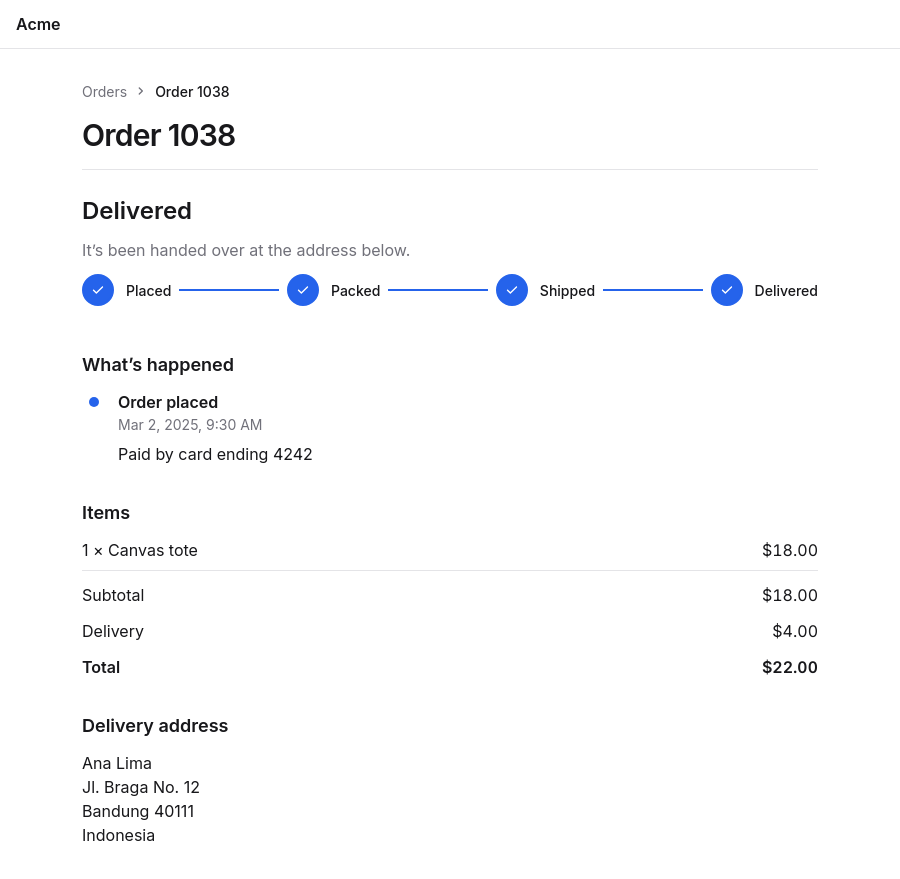 Acme
Orders > Order 1038
Order 1038
Delivered
It’s been handed over at the address below.
Placed Packed Shipped Delivered
What’s happened
Order placed
Mar 2, 2025, 9:30 AM
Paid by card ending 4242
Items
1 × Canvas tote $18.00
Subtotal $18.00
Delivery $4.00
Total $22.00
Delivery address
Ana Lima
Jl. Braga No. 12
Bandung 40111
Indonesia